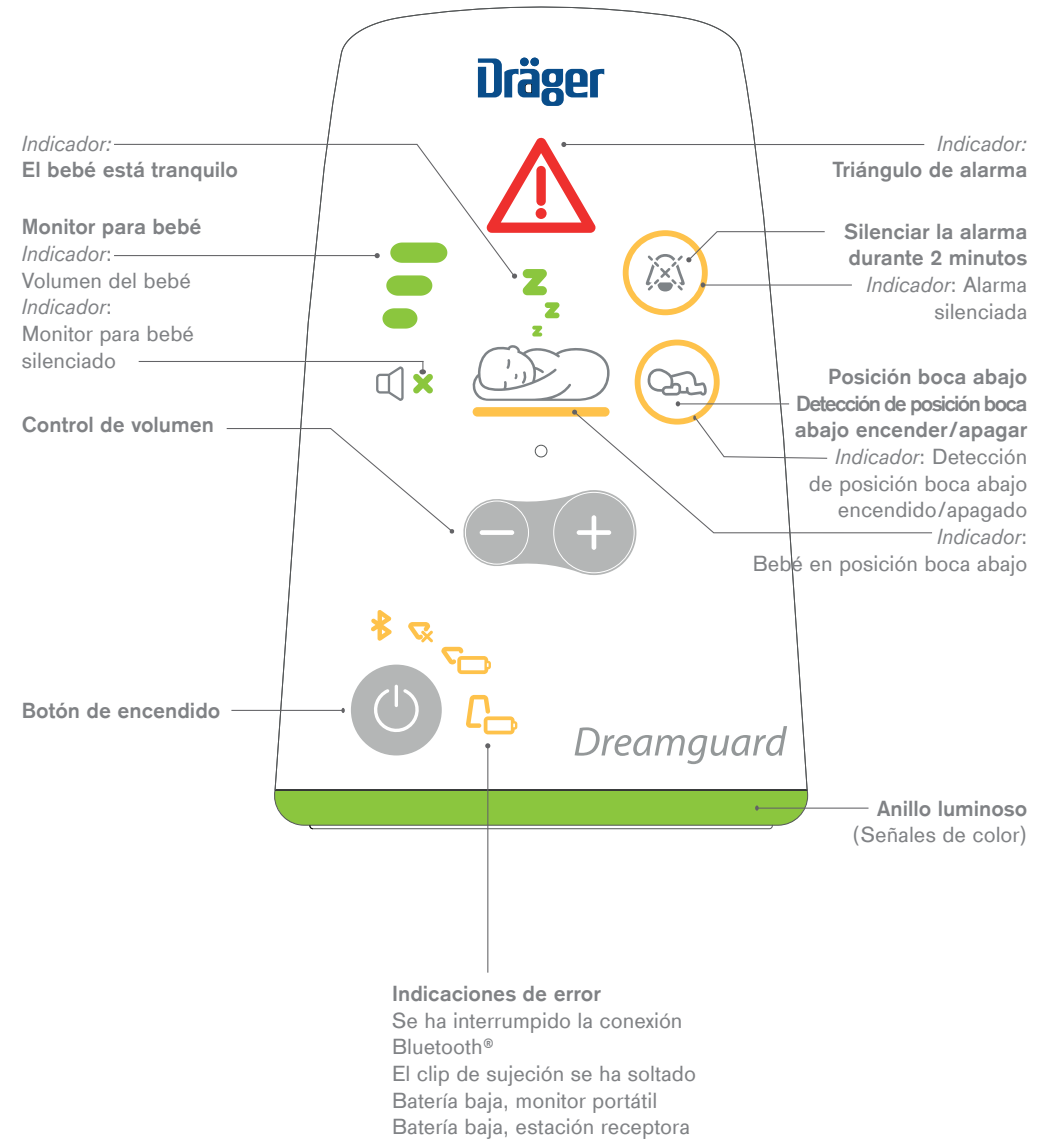 Dräger
Indicador:
El bebé está tranquilo
Indicador:
Triángulo de alarma
Monitor para bebé
Indicador:
Volumen del bebé
Indicador:
Monitor para bebé
silenciado
Silenciar la alarma
durante 2 minutos
Indicador: Alarma
silenciada
z
z
z
Control de volumen
Posición boca abajo
Detección de posición boca
abajo encender/apagar
Indicador: Detección
de posición boca abajo
encendido/apagado
Indicador:
Bebé en posición boca abajo
Botón de encendido
Dreamguard
Anillo luminoso
(Señales de color)
Indicaciones de error
Se ha interrumpido la conexión
Bluetooth®
El clip de sujeción se ha soltado
Batería baja, monitor portátil
Batería baja, estación receptora